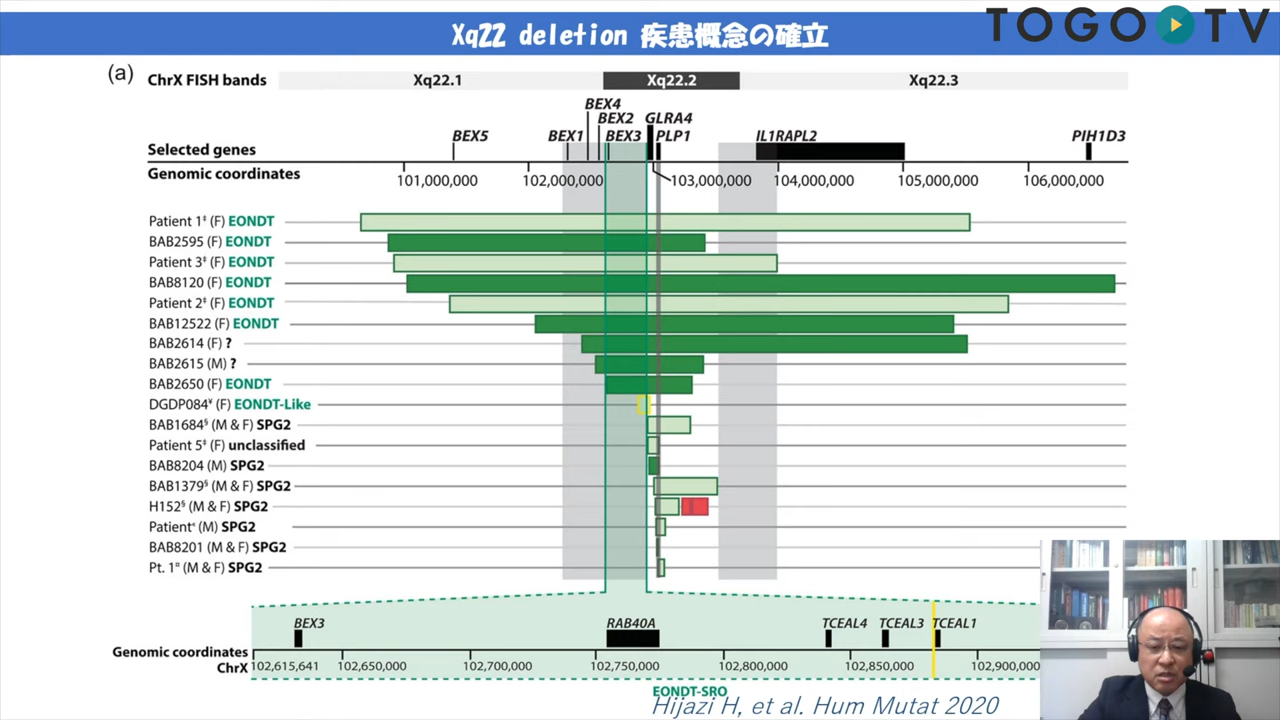 Xq22 deletion 疾患概念の確立
TOGO TV
(a)
ChrX FISH bands
Xq22.1
Xq22.2
Xq22.3
BEX4
BEX2
GLRA4
BEX5
BEX1
BEX3
PLP1
IL1RAPL2
PIH1D3
Selected genes
Genomic coordinates
101,000,000
102,000,000
103,000,000
104,000,000
105,000,000
106,000,000
Patient 1‡ (F) EONDT
BAB2595 (F) EONDT
Patient 3‡ (F) EONDT
BAB8120 (F) EONDT
Patient 2‡ (F) EONDT
BAB12522 (F) EONDT
BAB2614 (F) ?
BAB2615 (M) ?
BAB2650 (F) EONDT
DGDP084¥ (F) EONDT-Like
BAB1684§ (M & F) SPG2
Patient 5‡ (F) unclassified
BAB8204 (M) SPG2
BAB1379§ (M & F) SPG2
H152§ (M & F) SPG2
Patient (M) SPG2
BAB8201 (M & F) SPG2
Pt. 1 (M & F) SPG2
BEX3
RAB40A
TCEAL4
TCEAL3
TCEAL1
Genomic coordinates
ChrX
102,615,641
102,650,000
102,700,000
102,750,000
102,800,000
102,850,000
102,900,000
EONDT-SRO
Hijazi H, et al. Hum Mutat 2020